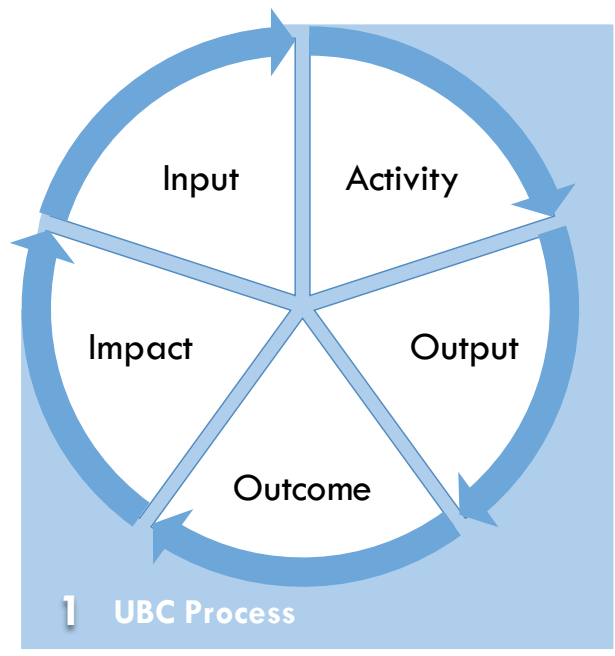 Input
Activity
Output
Outcome
Impact
1 UBC Process